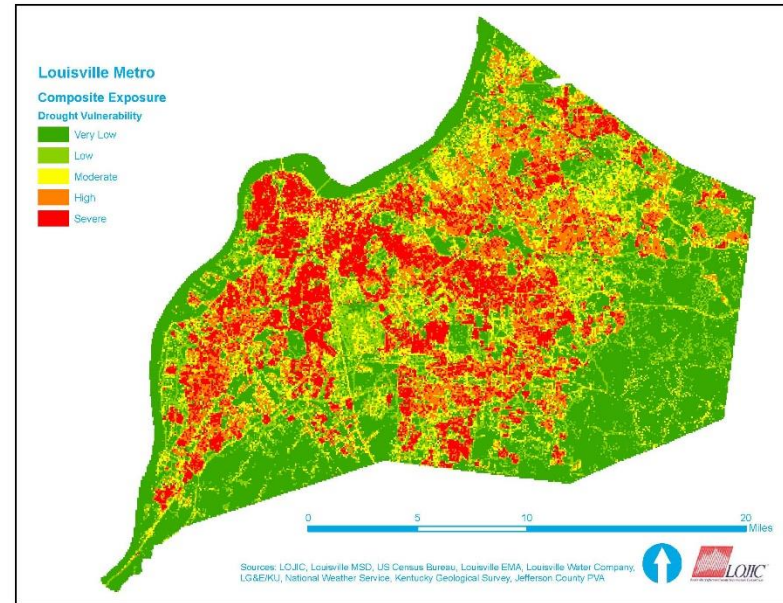 Louisville Metro
Composite Exposure
Drought Vulnerability
Very Low
Low
Moderate
High
Severe
0 5 10 20
Miles
Sources: LOJIC, Louisville MSD, US Census Bureau, Louisville EMA, Louisville Water Company,
LG&E/KU, National Weather Service, Kentucky Geological Survey, Jefferson County PVA
LOJIC